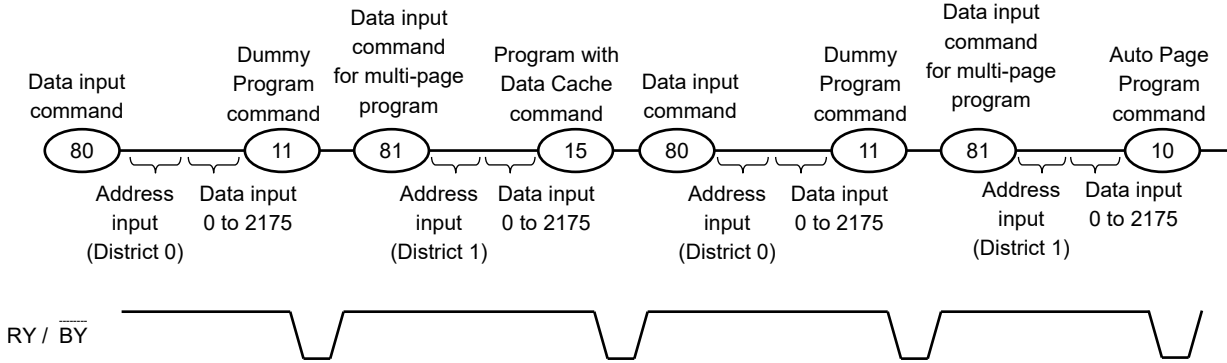 Data input
command
80
Address
input
(District 0)
Data input
0 to 2175
Dummy
Program
command
11
Data input
command
for multi-page
program
81
Address
input
(District 1)
Data input
0 to 2175
Program with
Data Cache
command
15
Data input
command
80
Address
input
(District 0)
Data input
0 to 2175
Dummy
Program
command
11
Data input
command
for multi-page
program
81
Address
input
(District 1)
Data input
0 to 2175
Auto Page
Program
command
10
RY / BY